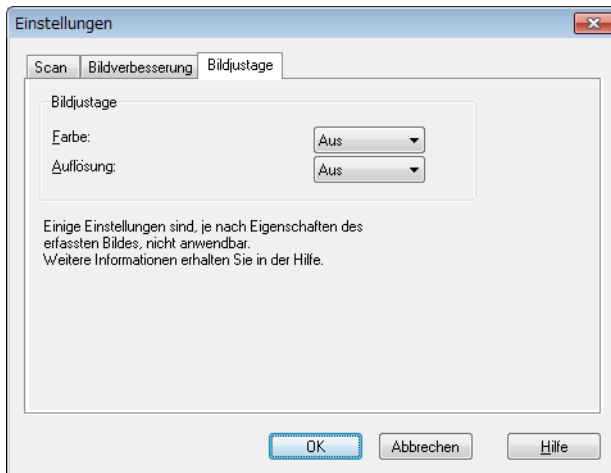 Einstellungen
Scan Bildverbesserung Bildjustage
Bildjustage
Farbe: Aus
Auflösung: Aus
Einige Einstellungen sind, je nach Eigenschaften des
erfassten Bildes, nicht anwendbar.
Weitere Informationen erhalten Sie in der Hilfe.
OK Abbrechen Hilfe